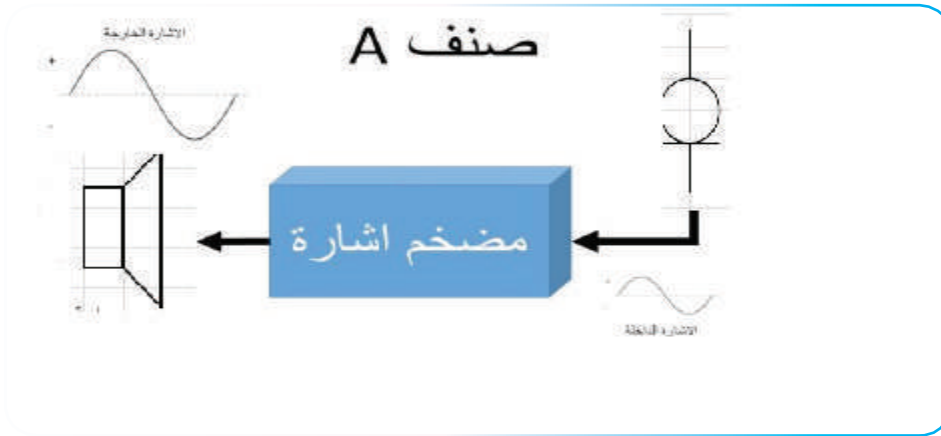 صنف A
الاشارة الخارجة
+
-
مضخم اشارة
الاشارة الداخلة